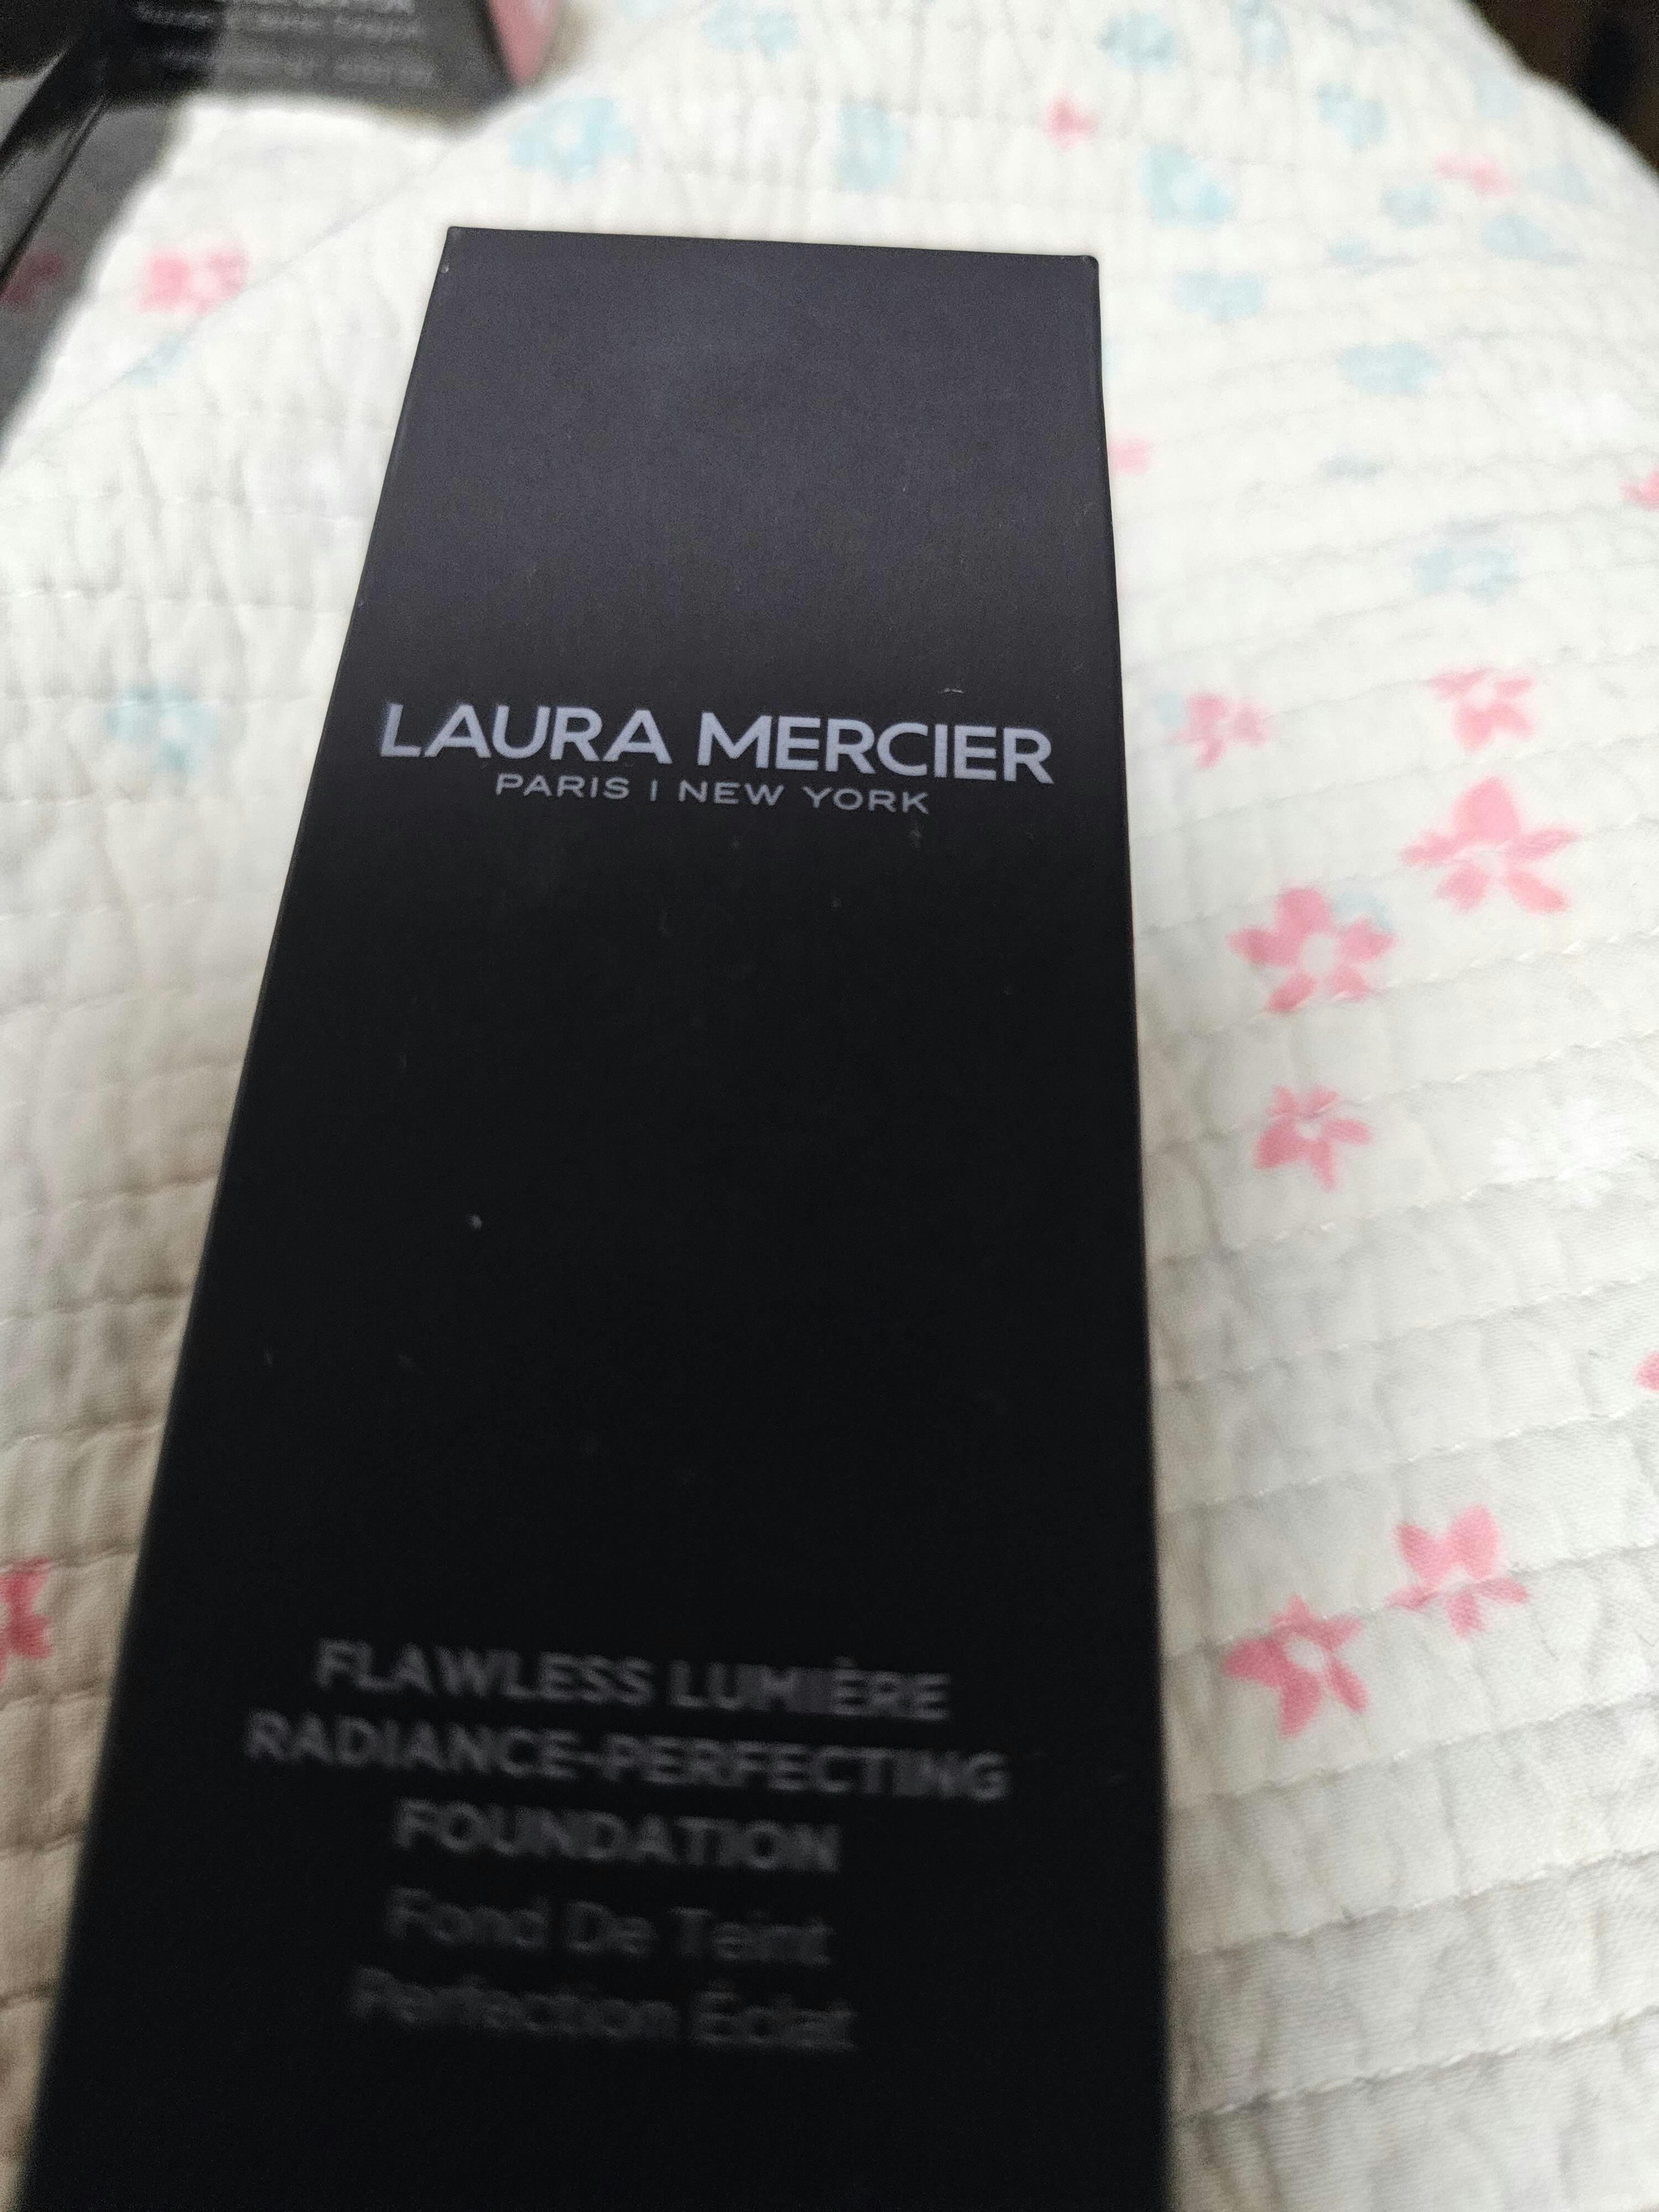 LAURA MERCIER
PARIS | NEW YORK
FLAWLESS LUMIÈRE
RADIANCE-PERFECTING
FOUNDATION
Fond De Teint
Perfection Éclat